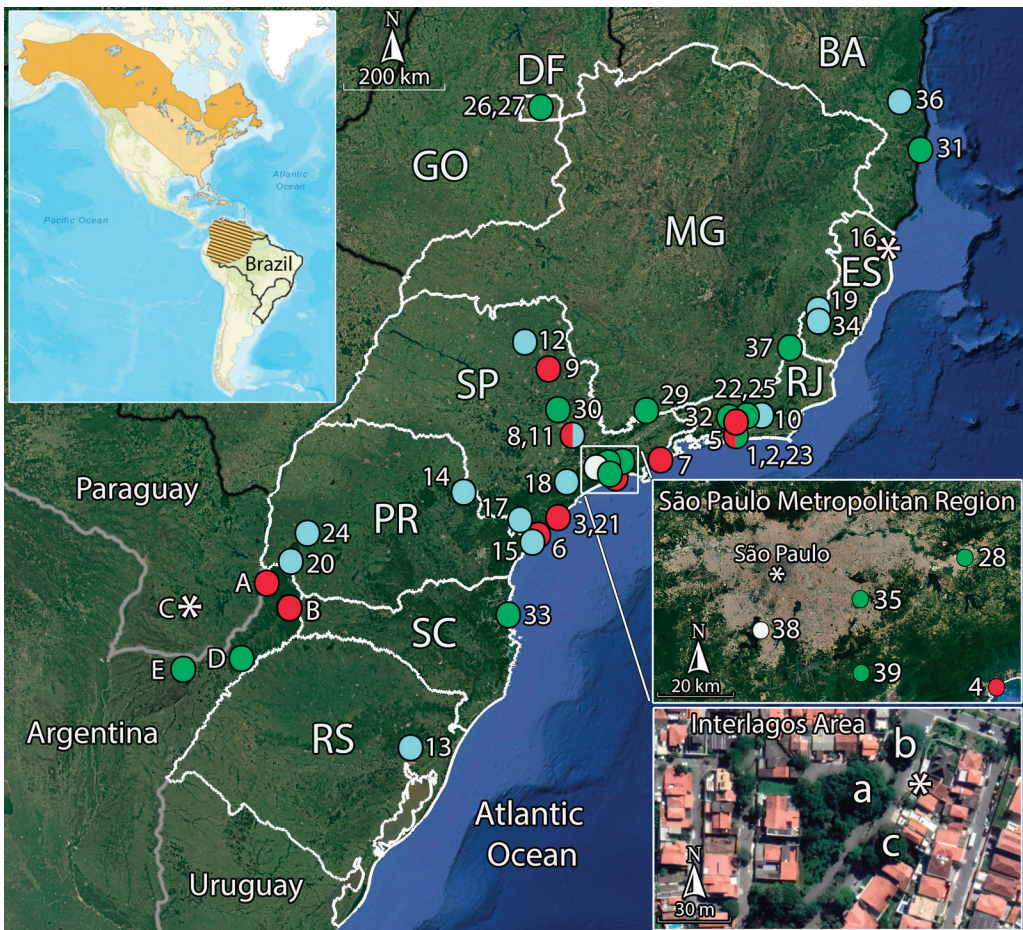 N
200 km
DF
26,27
BA
36
31
Atlantic
Ocean
Pacific Ocean
Brazil
GO
MG
16
*
ES
19
34
37
RJ
12
9
SP
30
29
22,25
32
10
8,11
5
1,2,23
7
18
14
17
3,21
15
6
PR
24
20
Paraguay
A
B
C
*
D
E
33
SC
Argentina
RS
13
Uruguay
Atlantic
Ocean
São Paulo Metropolitan Region
São Paulo
*
28
35
38
39
4
N
20 km
Interlagos Area
b
*
a
c
N
30 m